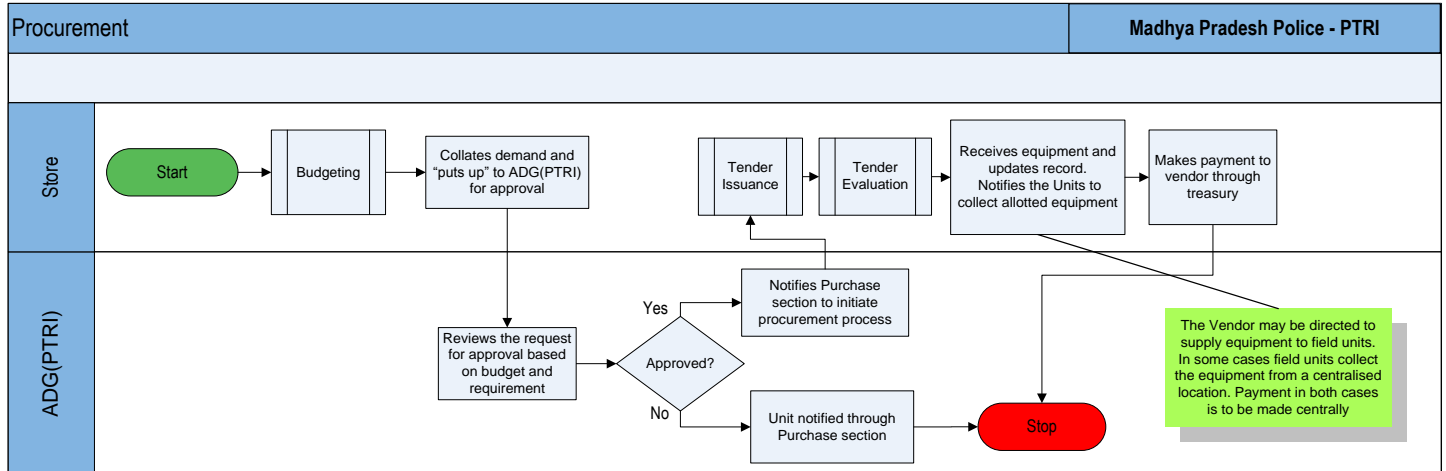 Procurement
Madhya Pradesh Police - PTRI
Store
Start
Budgeting
Collates demand and
“puts up” to ADG(PTRI)
for approval
Tender
Issuance
Tender
Evaluation
Receives equipment and
updates record.
Notifies the Units to
collect allotted equipment
Makes payment to
vendor through
treasury
ADG(PTRI)
Reviews the request
for approval based
on budget and
requirement
Approved?
Yes
Notifies Purchase
section to initiate
procurement process
No
Unit notified through
Purchase section
Stop
The Vendor may be directed to
supply equipment to field units.
In some cases field units collect
the equipment from a centralised
location. Payment in both cases
is to be made centrally